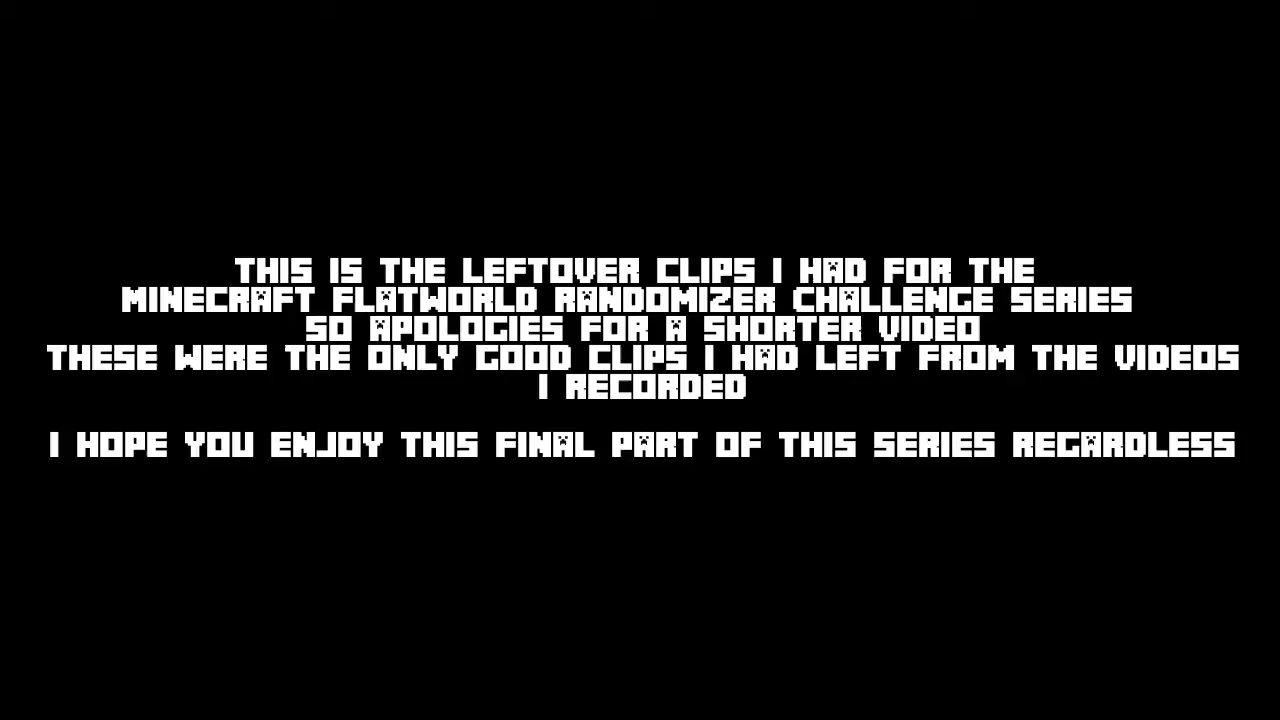 THIS IS THE LEFTOVER CLIPS I HAD FOR THE
MINECRAFT FLATWORLD RANDOMIZER CHALLENGE SERIES
SO APOLOGIES FOR A SHORTER VIDEO
THESE WERE THE ONLY GOOD CLIPS I HAD LEFT FROM THE VIDEOS
I RECORDED
I HOPE YOU ENJOY THIS FINAL PART OF THIS SERIES REGARDLESS